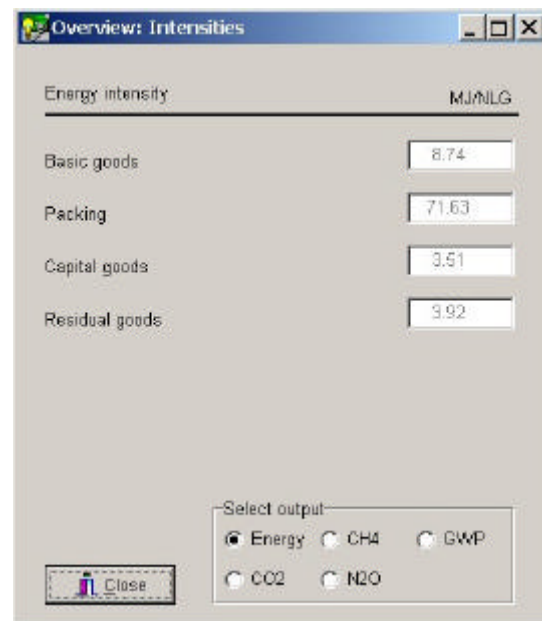 Overview: Intensities
Energy intensity MJ/NLG
Basic goods 8.74
Packing 71.63
Capital goods 3.51
Residual goods 3.92
Select output
Energy CH4 GWP
CO2 N2O
Close